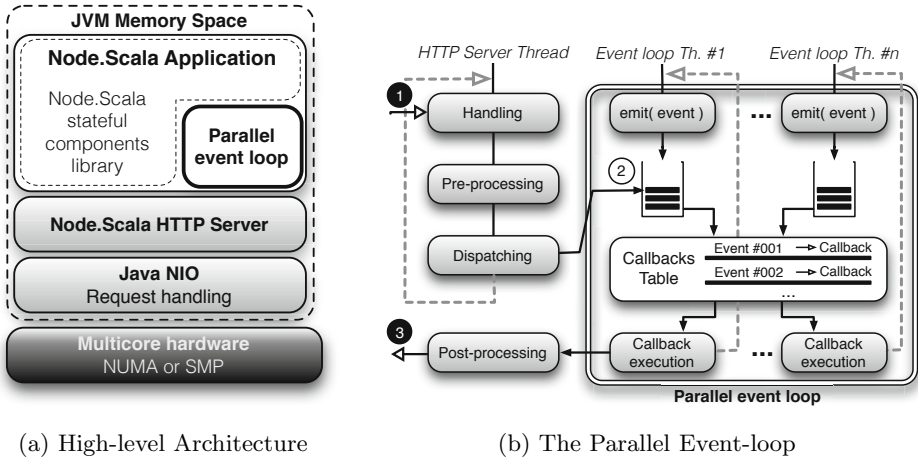 JVM Memory Space
Node.Scala Application
Node.Scala
stateful
components
library
Parallel
event loop
Node.Scala HTTP Server
Java NIO
Request handling
Multicore hardware
NUMA or SMP
(a) High-level Architecture
HTTP Server Thread
Event loop Th. #1
Event loop Th. #n
1
Handling
emit( event )
...
emit( event )
Pre-processing
2
Dispatching
Callbacks
Table
Event #001
Callback
Event #002
Callback
...
3
Post-processing
Callback
execution
...
Callback
execution
Parallel event loop
(b) The Parallel Event-loop